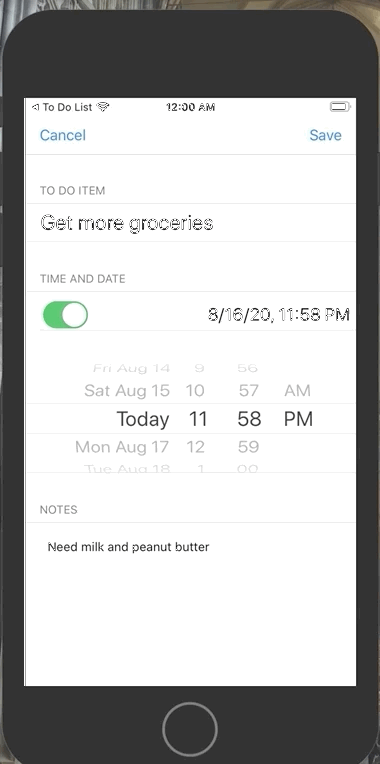 To Do List 12:00 AM
Cancel Save
TO DO ITEM
Get more groceries
TIME AND DATE
8/16/20, 11:58 PM
Fri Aug 14 9 56
Sat Aug 15 10 57 AM
Today 11 58 PM
Mon Aug 17 12 59
Tue Aug 18 1 00
NOTES
Need milk and peanut butter